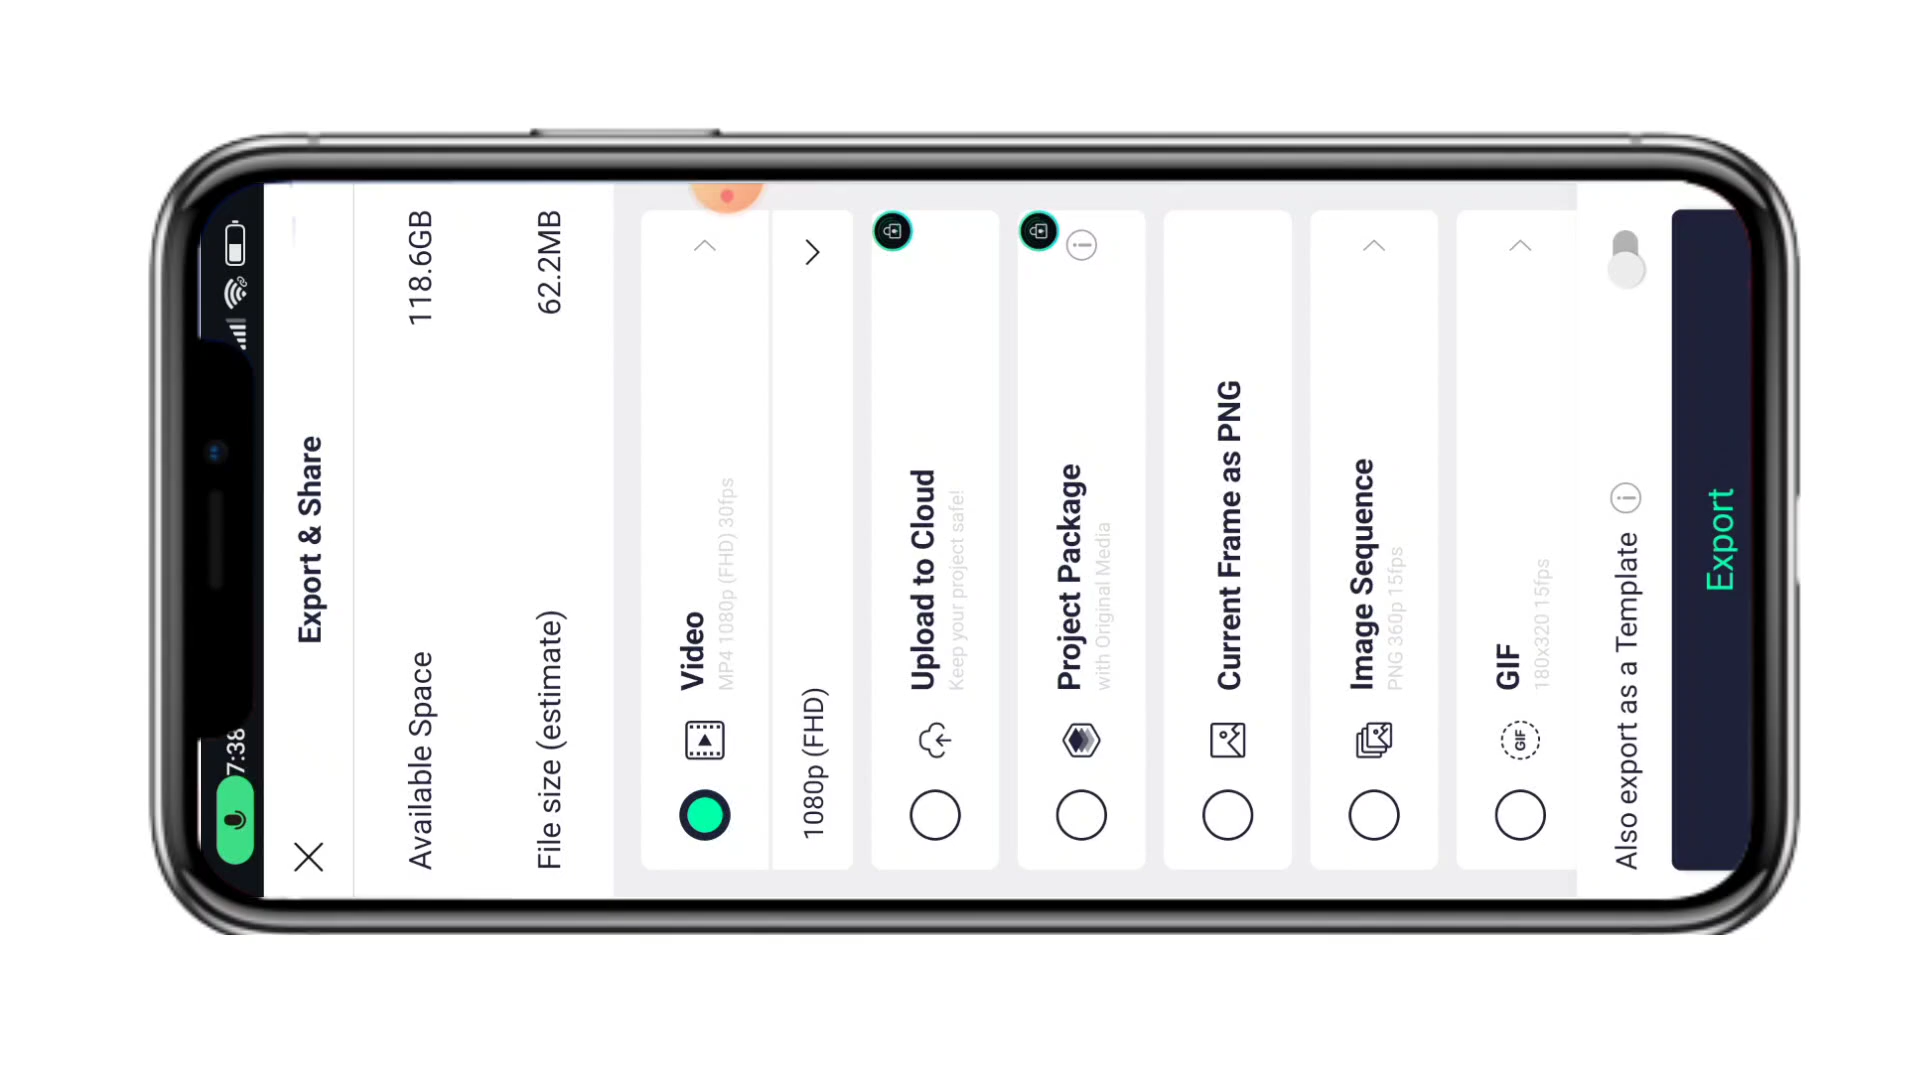 7:38
Export & Share
Available Space 118.6GB
File size (estimate) 62.2MB
Video
MP4 1080p (FHD) 30fps
1080p (FHD)
Upload to Cloud
Keep your project safe!
Project Package
with Original Media
Current Frame as PNG
Image Sequence
PNG 360p 15fps
GIF
GIF
180x320 15fps
Also export as a Template
Export